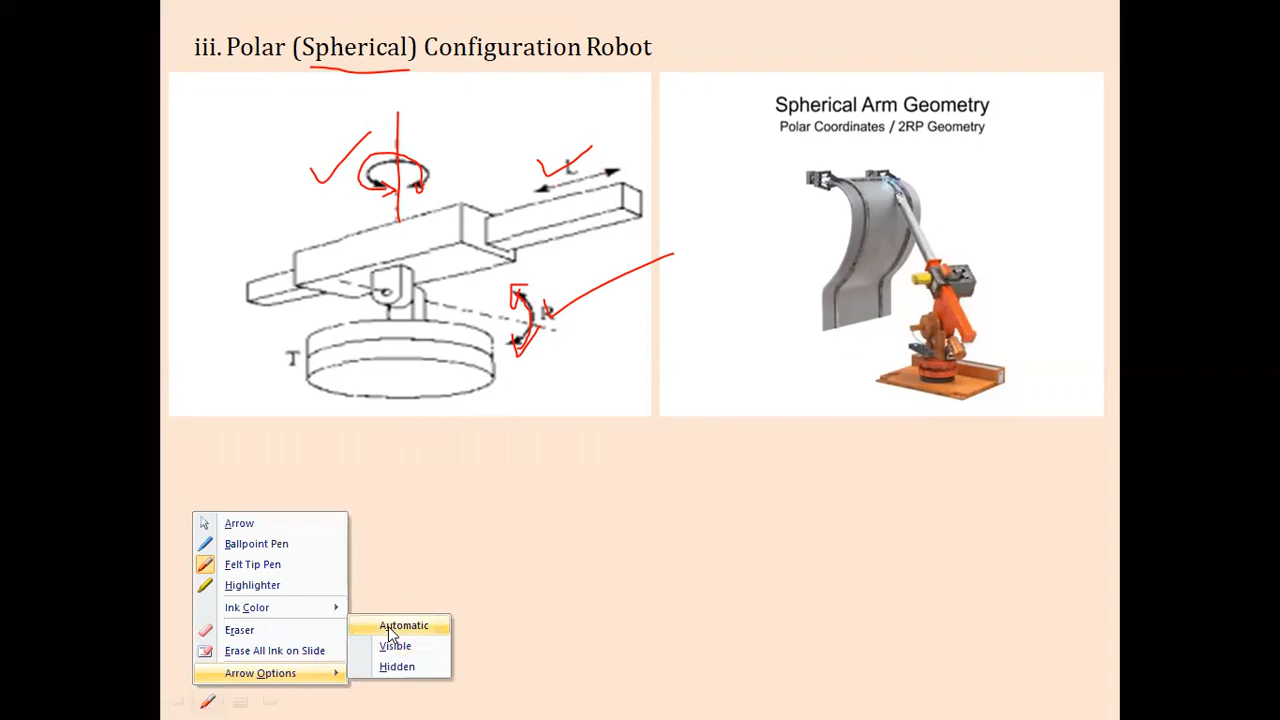 iii. Polar (Spherical) Configuration Robot
L
R
T
Spherical Arm Geometry
Polar Coordinates / 2RP Geometry
Arrow
Ballpoint Pen
Felt Tip Pen
Highlighter
Ink Color
Eraser
Erase All Ink on Slide
Arrow Options
Automatic
Visible
Hidden